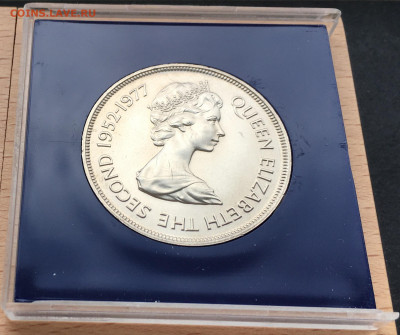 COINS.LAVE.RU
QUEEN ELIZABETH THE SECOND 1952-1977